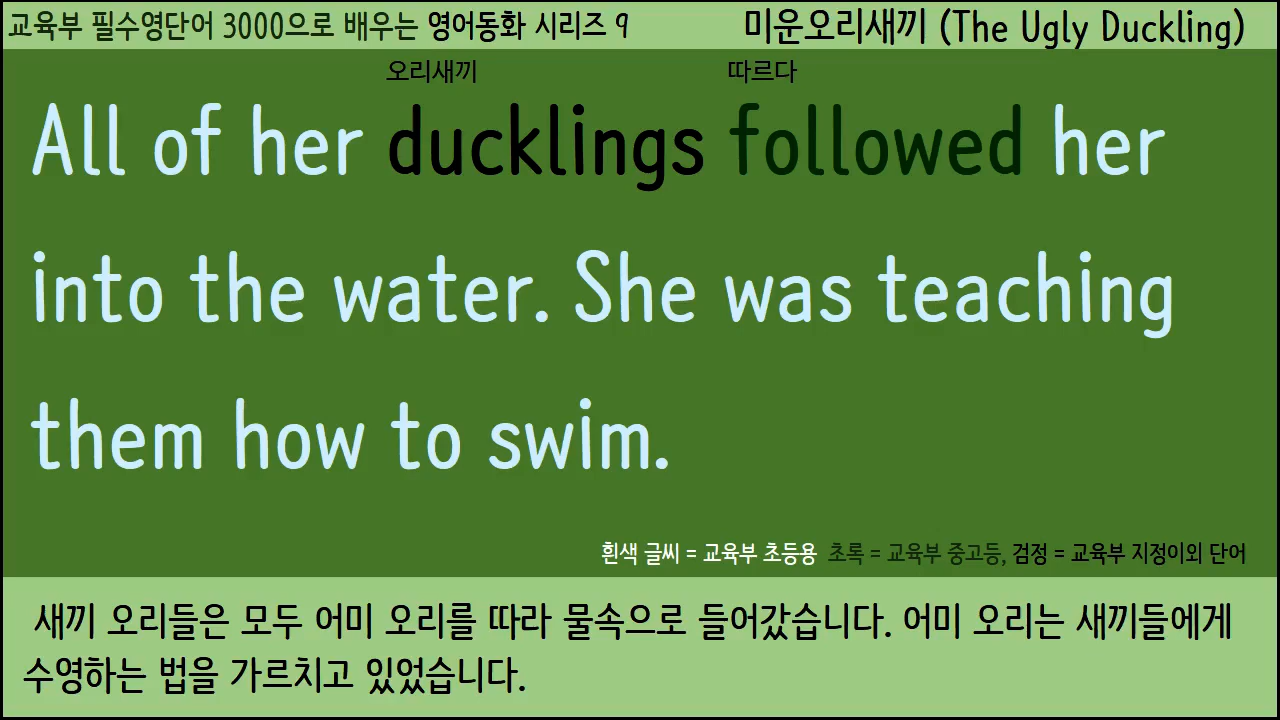 교육부 필수영단어 3000으로 배우는 영어동화 시리즈 9 미운오리새끼 (The Ugly Duckling)
오리새끼 따르다
All of her ducklings followed her
into the water. She was teaching
them how to swim.
흰색 글씨 = 교육부 초등용 초록 = 교육부 중고등, 검정 = 교육부 지정이외 단어
새끼 오리들은 모두 어미 오리를 따라 물속으로 들어갔습니다. 어미 오리는 새끼들에게
수영하는 법을 가르치고 있었습니다.